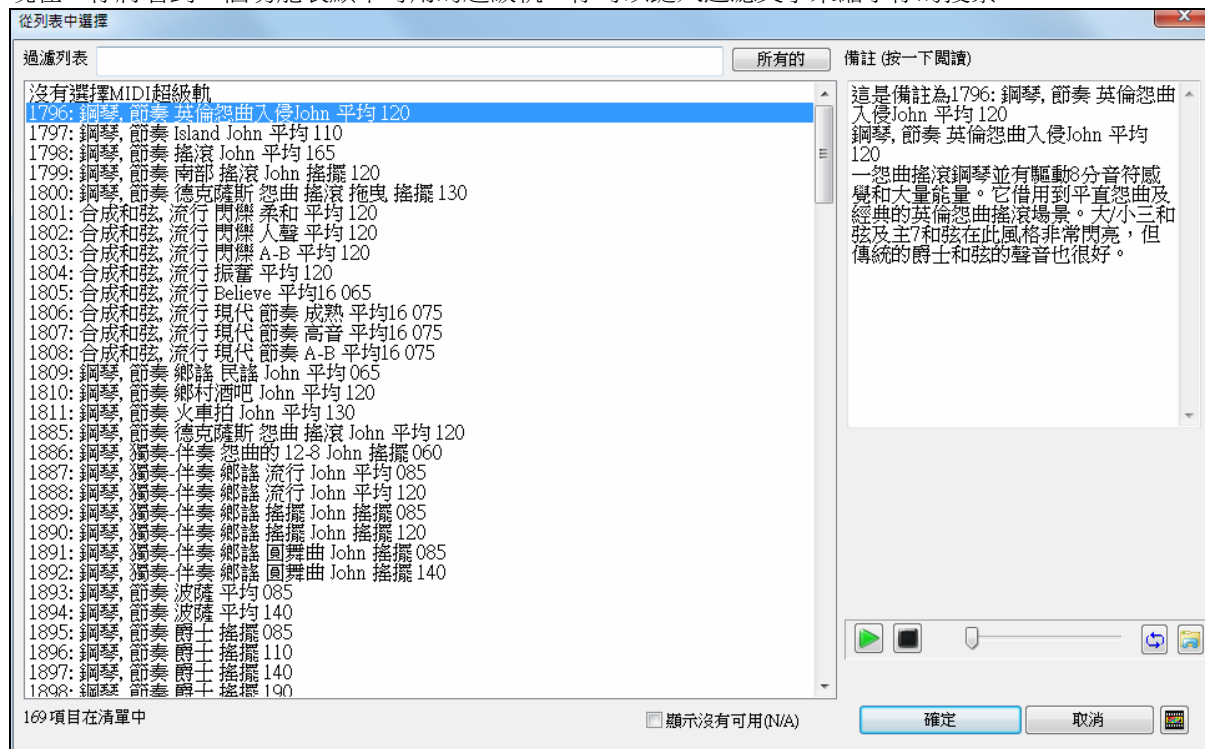 從列表中選擇
過濾列表
所有的
備註 (按一下閱讀)
沒有選擇MIDI超級軌
1796: 鋼琴, 節奏 英倫怨曲入侵John 平均 120
1797: 鋼琴, 節奏 Island John 平均 110
1798: 鋼琴, 節奏 搖滾 John 平均 165
1799: 鋼琴, 節奏 南部 搖滾 John 搖擺 120
1800: 鋼琴, 節奏 德克薩斯 怨曲 搖滾 拖曳 搖擺 130
1801: 合成和弦, 流行 閃爍 柔和 平均 120
1802: 合成和弦, 流行 閃爍 人聲 平均 120
1803: 合成和弦, 流行 閃爍 A-B 平均 120
1804: 合成和弦, 流行 振奮 平均 120
1805: 合成和弦, 流行 Believe 平均16 065
1806: 合成和弦, 流行 現代 節奏 成熟 平均16 075
1807: 合成和弦, 流行 現代 節奏 高音 平均16 075
1808: 合成和弦, 流行 現代 節奏 A-B 平均16 075
1809: 鋼琴, 節奏 鄉謠 民謠 John 平均 065
1810: 鋼琴, 節奏 鄉村酒吧 John 平均 120
1811: 鋼琴, 節奏 火車拍 John 平均 130
1885: 鋼琴, 節奏 德克薩斯 怨曲 搖滾 John 平均 120
1886: 鋼琴, 獨奏-伴奏 怨曲的 12-8 John 搖擺 060
1887: 鋼琴, 獨奏-伴奏 鄉謠 流行 John 平均 085
1888: 鋼琴, 獨奏-伴奏 鄉謠 流行 John 平均 120
1889: 鋼琴, 獨奏-伴奏 鄉謠 搖擺 John 搖擺 085
1890: 鋼琴, 獨奏-伴奏 鄉謠 搖擺 John 搖擺 120
1891: 鋼琴, 獨奏-伴奏 鄉謠 圓舞曲 John 搖擺 085
1892: 鋼琴, 獨奏-伴奏 鄉謠 圓舞曲 John 搖擺 140
1893: 鋼琴, 節奏 波薩 平均 085
1894: 鋼琴, 節奏 波薩 平均 140
1895: 鋼琴, 節奏 爵士 搖擺 085
1896: 鋼琴, 節奏 爵士 搖擺 110
1897: 鋼琴, 節奏 爵士 搖擺 140
1898: 鋼琴, 節奏 爵士 搖擺 190
這是備註為1796: 鋼琴, 節奏 英倫怨曲
入侵John 平均 120
鋼琴, 節奏 英倫怨曲入侵John 平均
120
一怨曲搖滾鋼琴並有驅動8分音符感
覺和大量能量。它借用到平直怨曲及
經典的英倫怨曲搖滾場景。大/小三和
弦及主7和弦在此風格非常閃亮，但
傳統的爵士和弦的聲音也很好。
169 項目在清單中
顯示沒有可用(N/A)
確定
取消